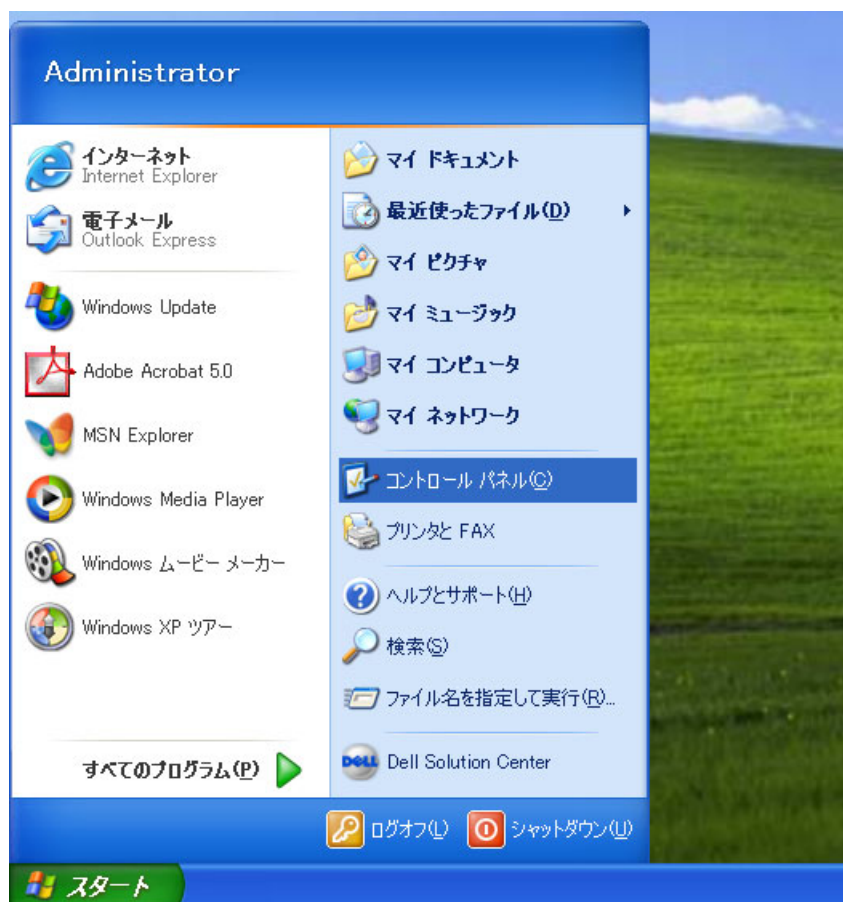 Administrator
インターネット
Internet Explorer
電子メール
Outlook Express
Windows Update
Adobe Acrobat 5.0
MSN Explorer
Windows Media Player
Windows ムービー メーカー
Windows XP ツアー
すべてのプログラム(P)
マイ ドキュメント
最近使ったファイル(D)
マイ ピクチャ
マイ ミュージック
マイ コンピュータ
マイ ネットワーク
コントロール パネル(C)
プリンタと FAX
ヘルプとサポート(H)
検索(S)
ファイル名を指定して実行(R)...
DELL
Dell Solution Center
ログオフ(L)
シャットダウン(U)
スタート